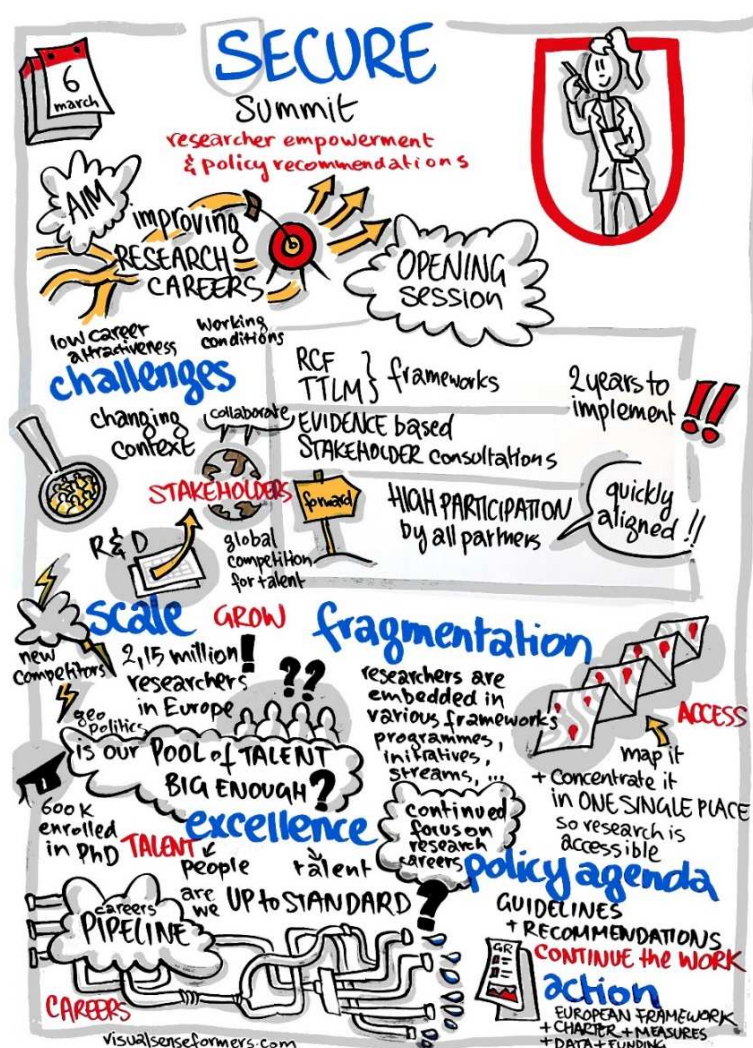 6
march
SECURE
Summit
researcher empowerment
& policy recommendations
AIM
improving
RESEARCH
CAREERS
OPENING
SESSION
low career
attractiveness
working
conditions
challenges
changing
context
collaborate
STAKEHOLDERS
R&D
global
competition
for talent
RCF
TTLM } frameworks
2 years to
implement !!
EVIDENCE based
STAKEHOLDER consultations
forward
HIGH PARTICIPATION
by all partners
quickly
aligned !!
scale
GROW
new
competitors
2,15 million !
researchers
in Europe
??
geo
Politics
is our POOL of TALENT
BIG ENOUGH ?
600K
enrolled
in PhD
fragmentation
researchers are
embedded in
various frameworks
programmes,
initiatives,
streams, ...
ACCESS
map it
+ Concentrate it
in ONE SINGLE PLACE
so research is
accessible
excellence
TALENT
people
talent
are
we UP to STANDARD ?
careers
PIPELINE
CAREERS
continued
focus on
research
careers
policy agenda
GUIDELINES
+ RECOMMENDATIONS
CONTINUE the WORK
GR
action
EUROPEAN FRAMEWORK
+ CHARTER + MEASURES
+ DATA + FUNDING
visualsenseformers.com